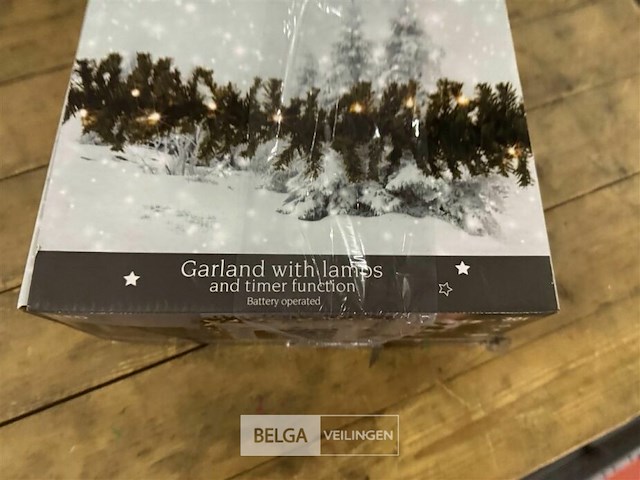 Garland with lamps
and timer function
Battery operated
BELGA VEILINGEN